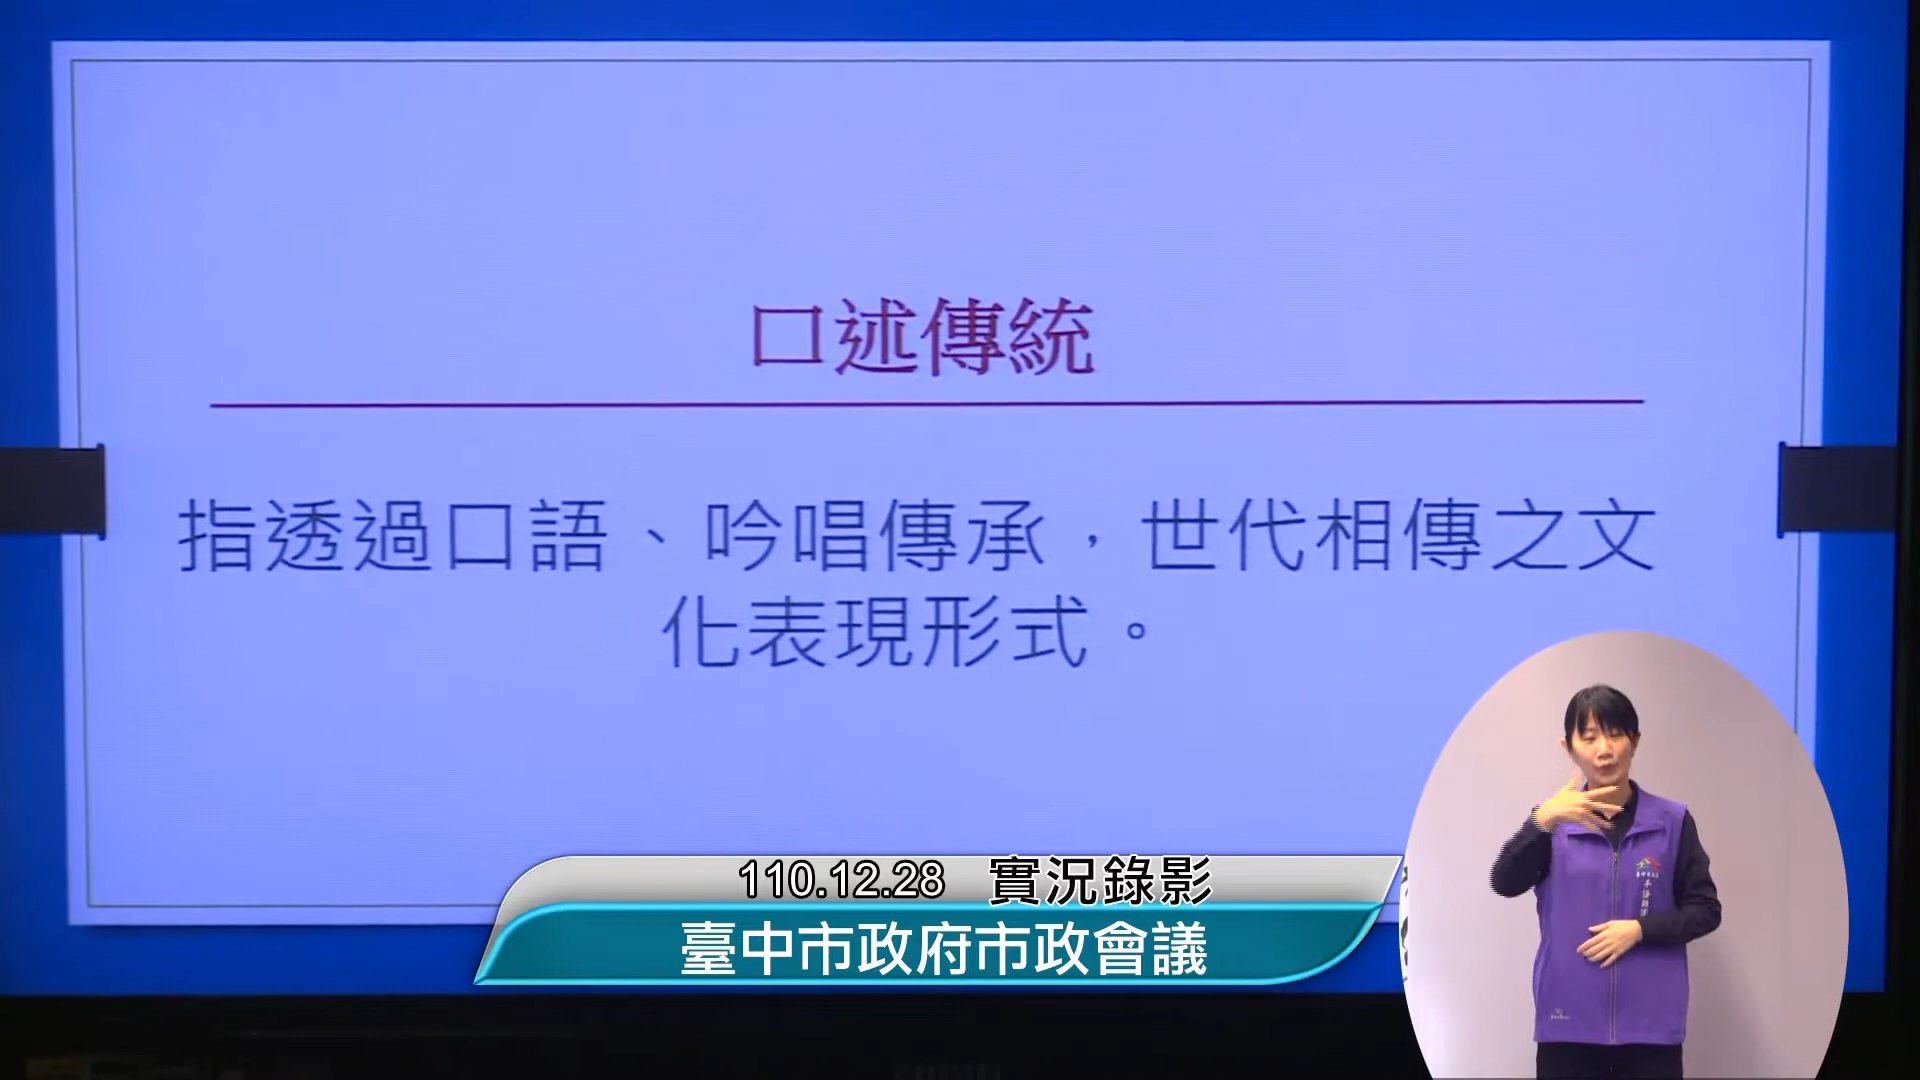 口述傳統
指透過口語、吟唱傳承，世代相傳之文
化表現形式。
110.12.28 實況錄影
臺中市政府市政會議